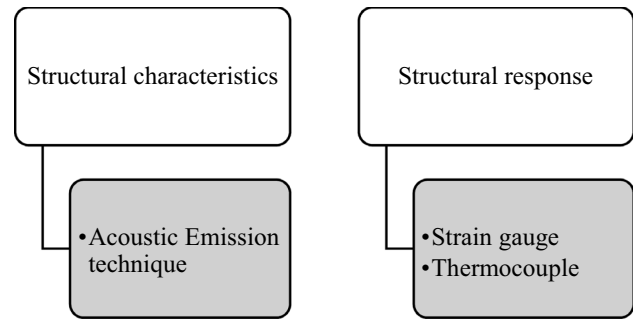 Structural characteristics
•Acoustic Emission
technique
Structural response
•Strain gauge
•Thermocouple